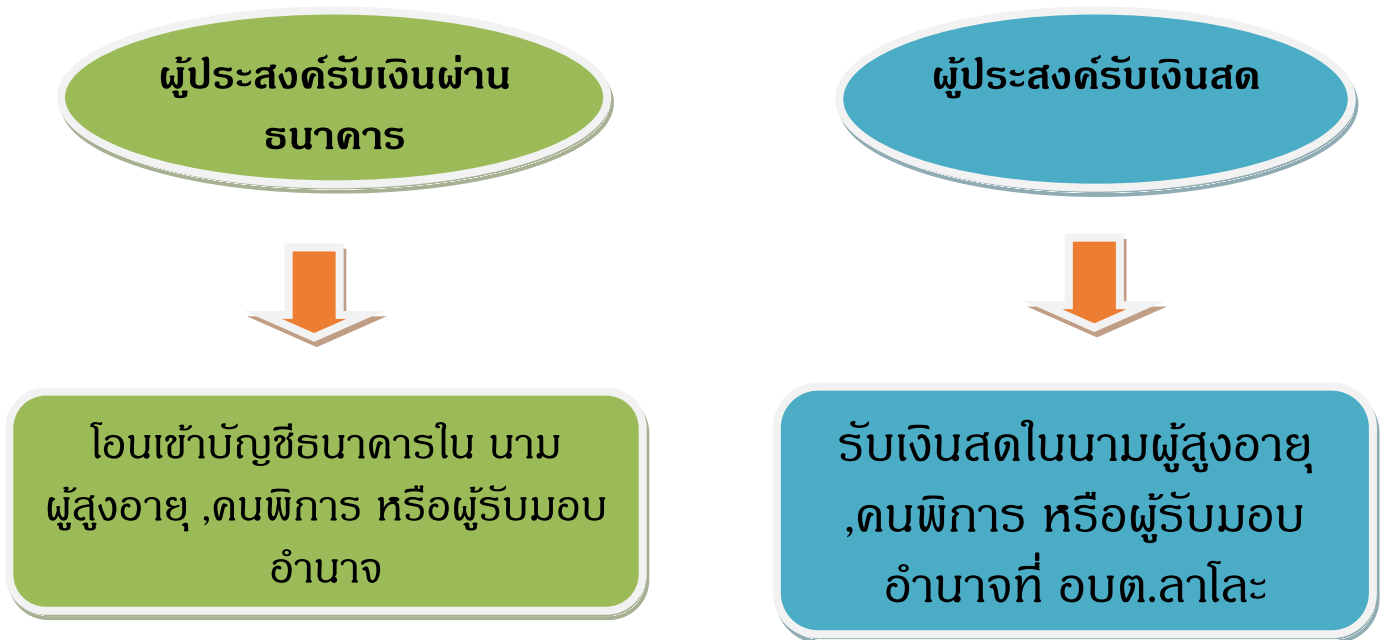 ผู้ประสงค์รับเงินผ่าน
ธนาคาร
โอนเข้าบัญชีธนาคารใน นาม
ผู้สูงอายุ ,คนพิการ หรือผู้รับมอบ
อำนาจ
ผู้ประสงค์รับเงินสด
รับเงินสดในนามผู้สูงอายุ
,คนพิการ หรือผู้รับมอบ
อำนาจที่ อบต.ลาโละ